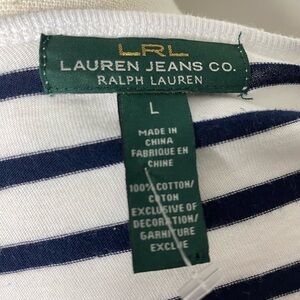 LRL
LAUREN JEANS CO.
RALPH LAUREN
L
MADE IN
CHINA
FABRIQUE EN
CHINE
100% COTTON/
COTON
EXCLUSIVE OF
DECORATION/
GARNITURE
EXCLUE